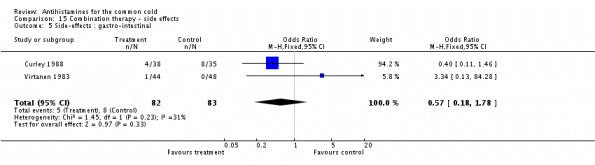 Review: Antihistamines for the common cold
Comparison: 15 Combination therapy - side effects
Outcome: 5 Side-effects : gastro-intestinal
Study or subgroup Treatment Control Odds Ratio Weight Odds Ratio
n/N n/N M-H,Fixed,95% CI M-H,Fixed,95% CI
Curley 1988 4/38 8/35 94.2 % 0.40 [ 0.11, 1.46 ]
Virtanen 1983 1/44 0/48 5.8 % 3.34 [ 0.13, 84.28 ]
Total (95% CI) 82 83 100.0 % 0.57 [ 0.18, 1.78 ]
Total events: 5 (Treatment), 8 (Control)
Heterogeneity: Chi² = 1.45, df = 1 (P = 0.23); I² =31%
Test for overall effect: Z = 0.97 (P = 0.33)
0.05 0.2 1 5 20
Favours treatment Favours control